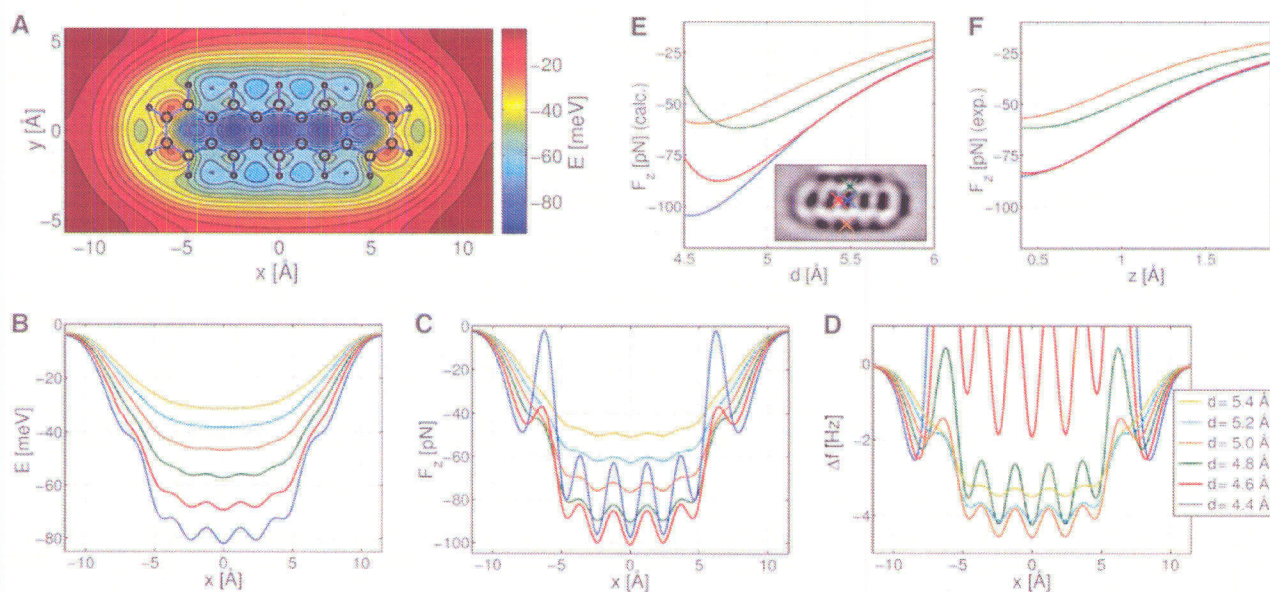 A
5
0
−5
y [Å]
−10
−5
0
5
10
x [Å]
−20
−40
−60
−80
E [meV]
E
−25
−50
−75
−100
F_z [pN] (calc.)
4.5
5
5.5
6
d [Å]
F
−25
−50
−75
−100
F_z [pN] (exp.)
0.5
1
1.5
z [Å]
B
0
−20
−40
−60
−80
E [meV]
−10
−5
0
5
10
x [Å]
C
0
−20
−40
−60
−80
−100
F_z [pN]
−10
−5
0
5
10
x [Å]
D
0
−2
−4
Δf [Hz]
−10
−5
0
5
10
x [Å]
d= 5.4 Å
d= 5.2 Å
d= 5.0 Å
d= 4.8 Å
d= 4.6 Å
d= 4.4 Å